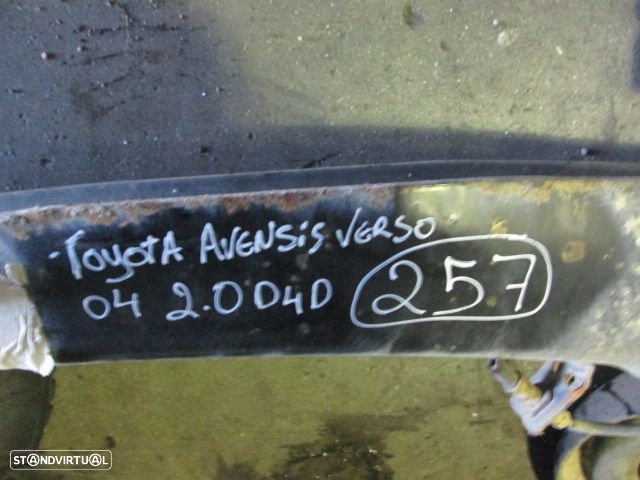 Toyota Avensis Verso
04 2.0 D4D 257
STANDVIRTUAL